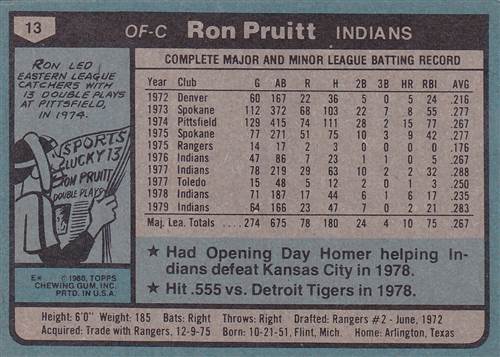 13
OF-C Ron Pruitt INDIANS
RON LED
EASTERN LEAGUE
CATCHERS WITH
13 DOUBLE PLAYS
AT PITTSFIELD,
IN 1974.
SPORTS
LUCKY 13
RON PRUITT
DOUBLE PLAYS
E* © 1980, TOPPS
CHEWING GUM, INC.
PRTD. IN U.S.A.
COMPLETE MAJOR AND MINOR LEAGUE BATTING RECORD
Year Club G AB R H 2B 3B HR RBI AVG
1972 Denver 60 167 22 36 5 0 5 24 .216
1973 Spokane 112 372 68 103 22 7 8 55 .277
1974 Pittsfield 129 415 74 111 28 2 15 77 .267
1975 Spokane 77 271 51 75 10 3 9 42 .277
1975 Rangers 14 17 2 3 0 0 0 0 .176
1976 Indians 47 86 7 23 1 1 0 5 .267
1977 Indians 78 219 29 63 10 2 2 32 .288
1977 Toledo 15 48 5 12 2 0 1 2 .250
1978 Indians 71 187 17 44 6 1 6 17 .235
1979 Indians 64 166 23 47 7 0 2 21 .283
Maj. Lea. Totals 274 675 78 180 24 4 10 75 .267
★ Had Opening Day Homer helping In-
dians defeat Kansas City in 1978.
★ Hit .555 vs. Detroit Tigers in 1978.
Height: 6'0" Weight: 185 Bats: Right Throws: Right Drafted: Rangers #2 - June, 1972
Acquired: Trade with Rangers, 12-9-75 Born: 10-21-51, Flint, Mich. Home: Arlington, Texas